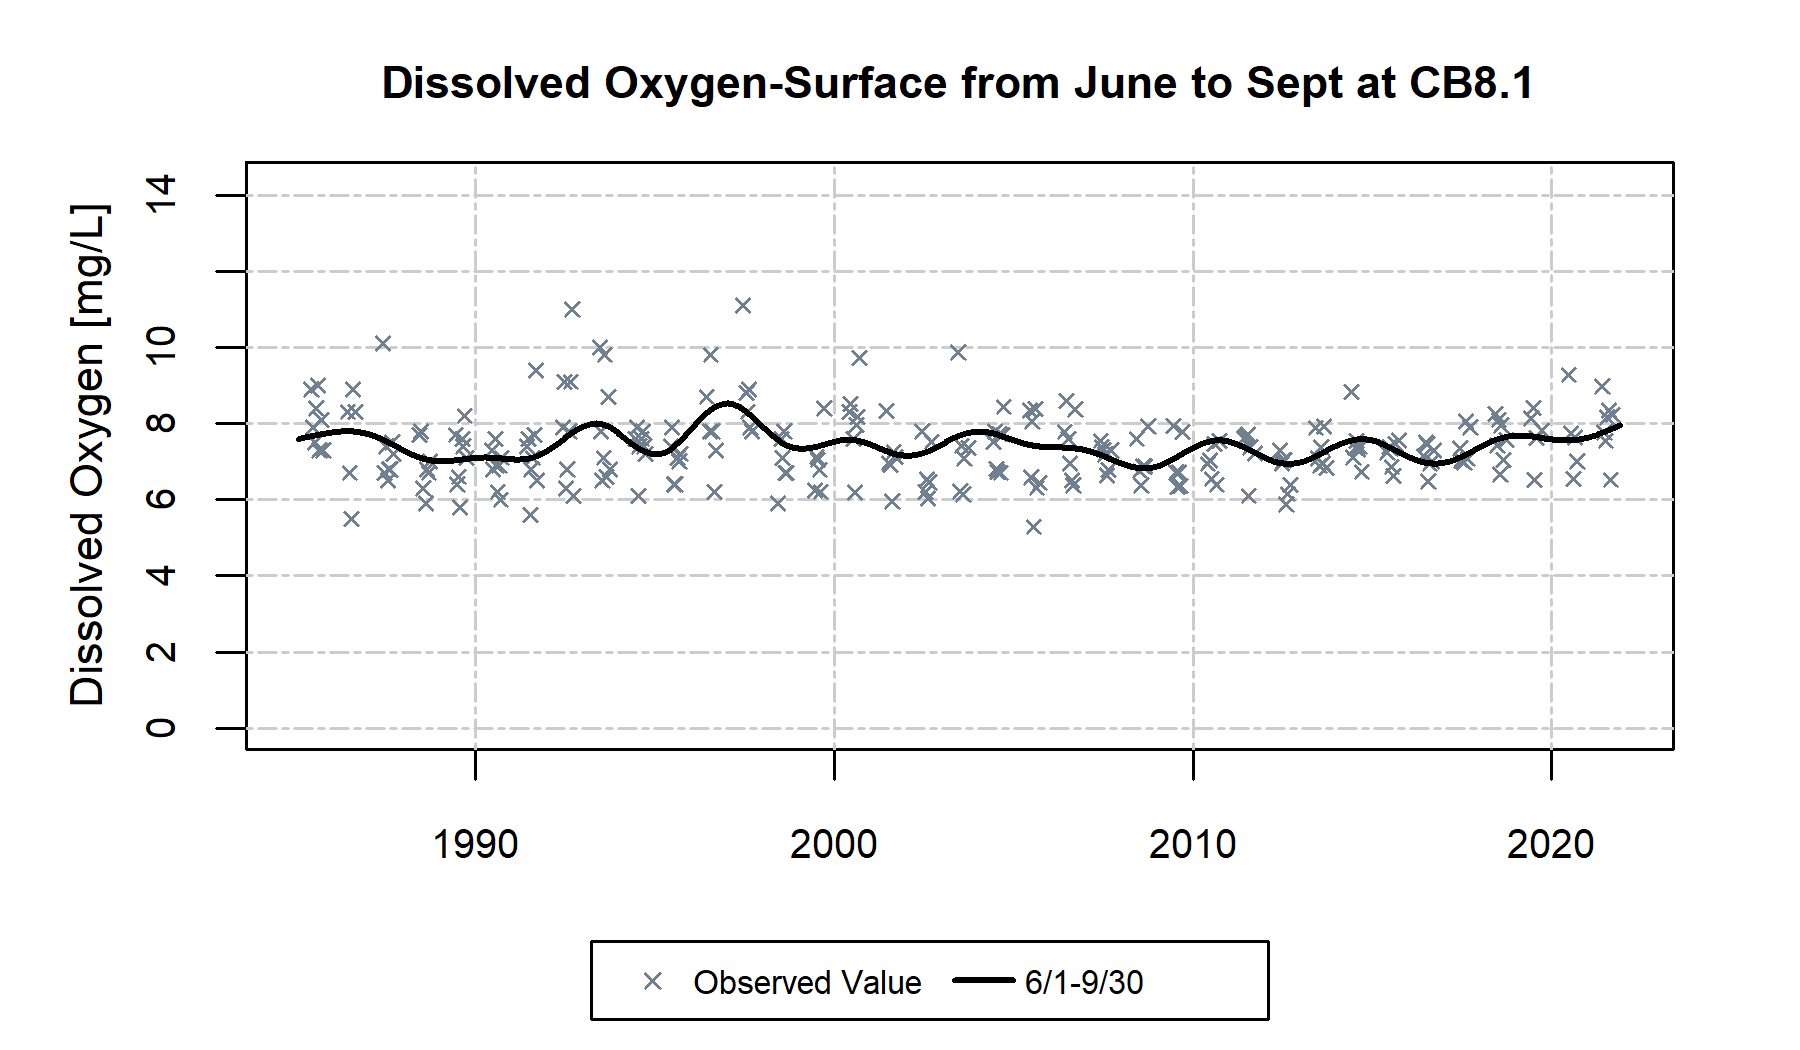 Dissolved Oxygen-Surface from June to Sept at CB8.1
Dissolved Oxygen [mg/L]
14
10
8
6
4
2
0
1990 2000 2010 2020
Observed Value 6/1-9/30